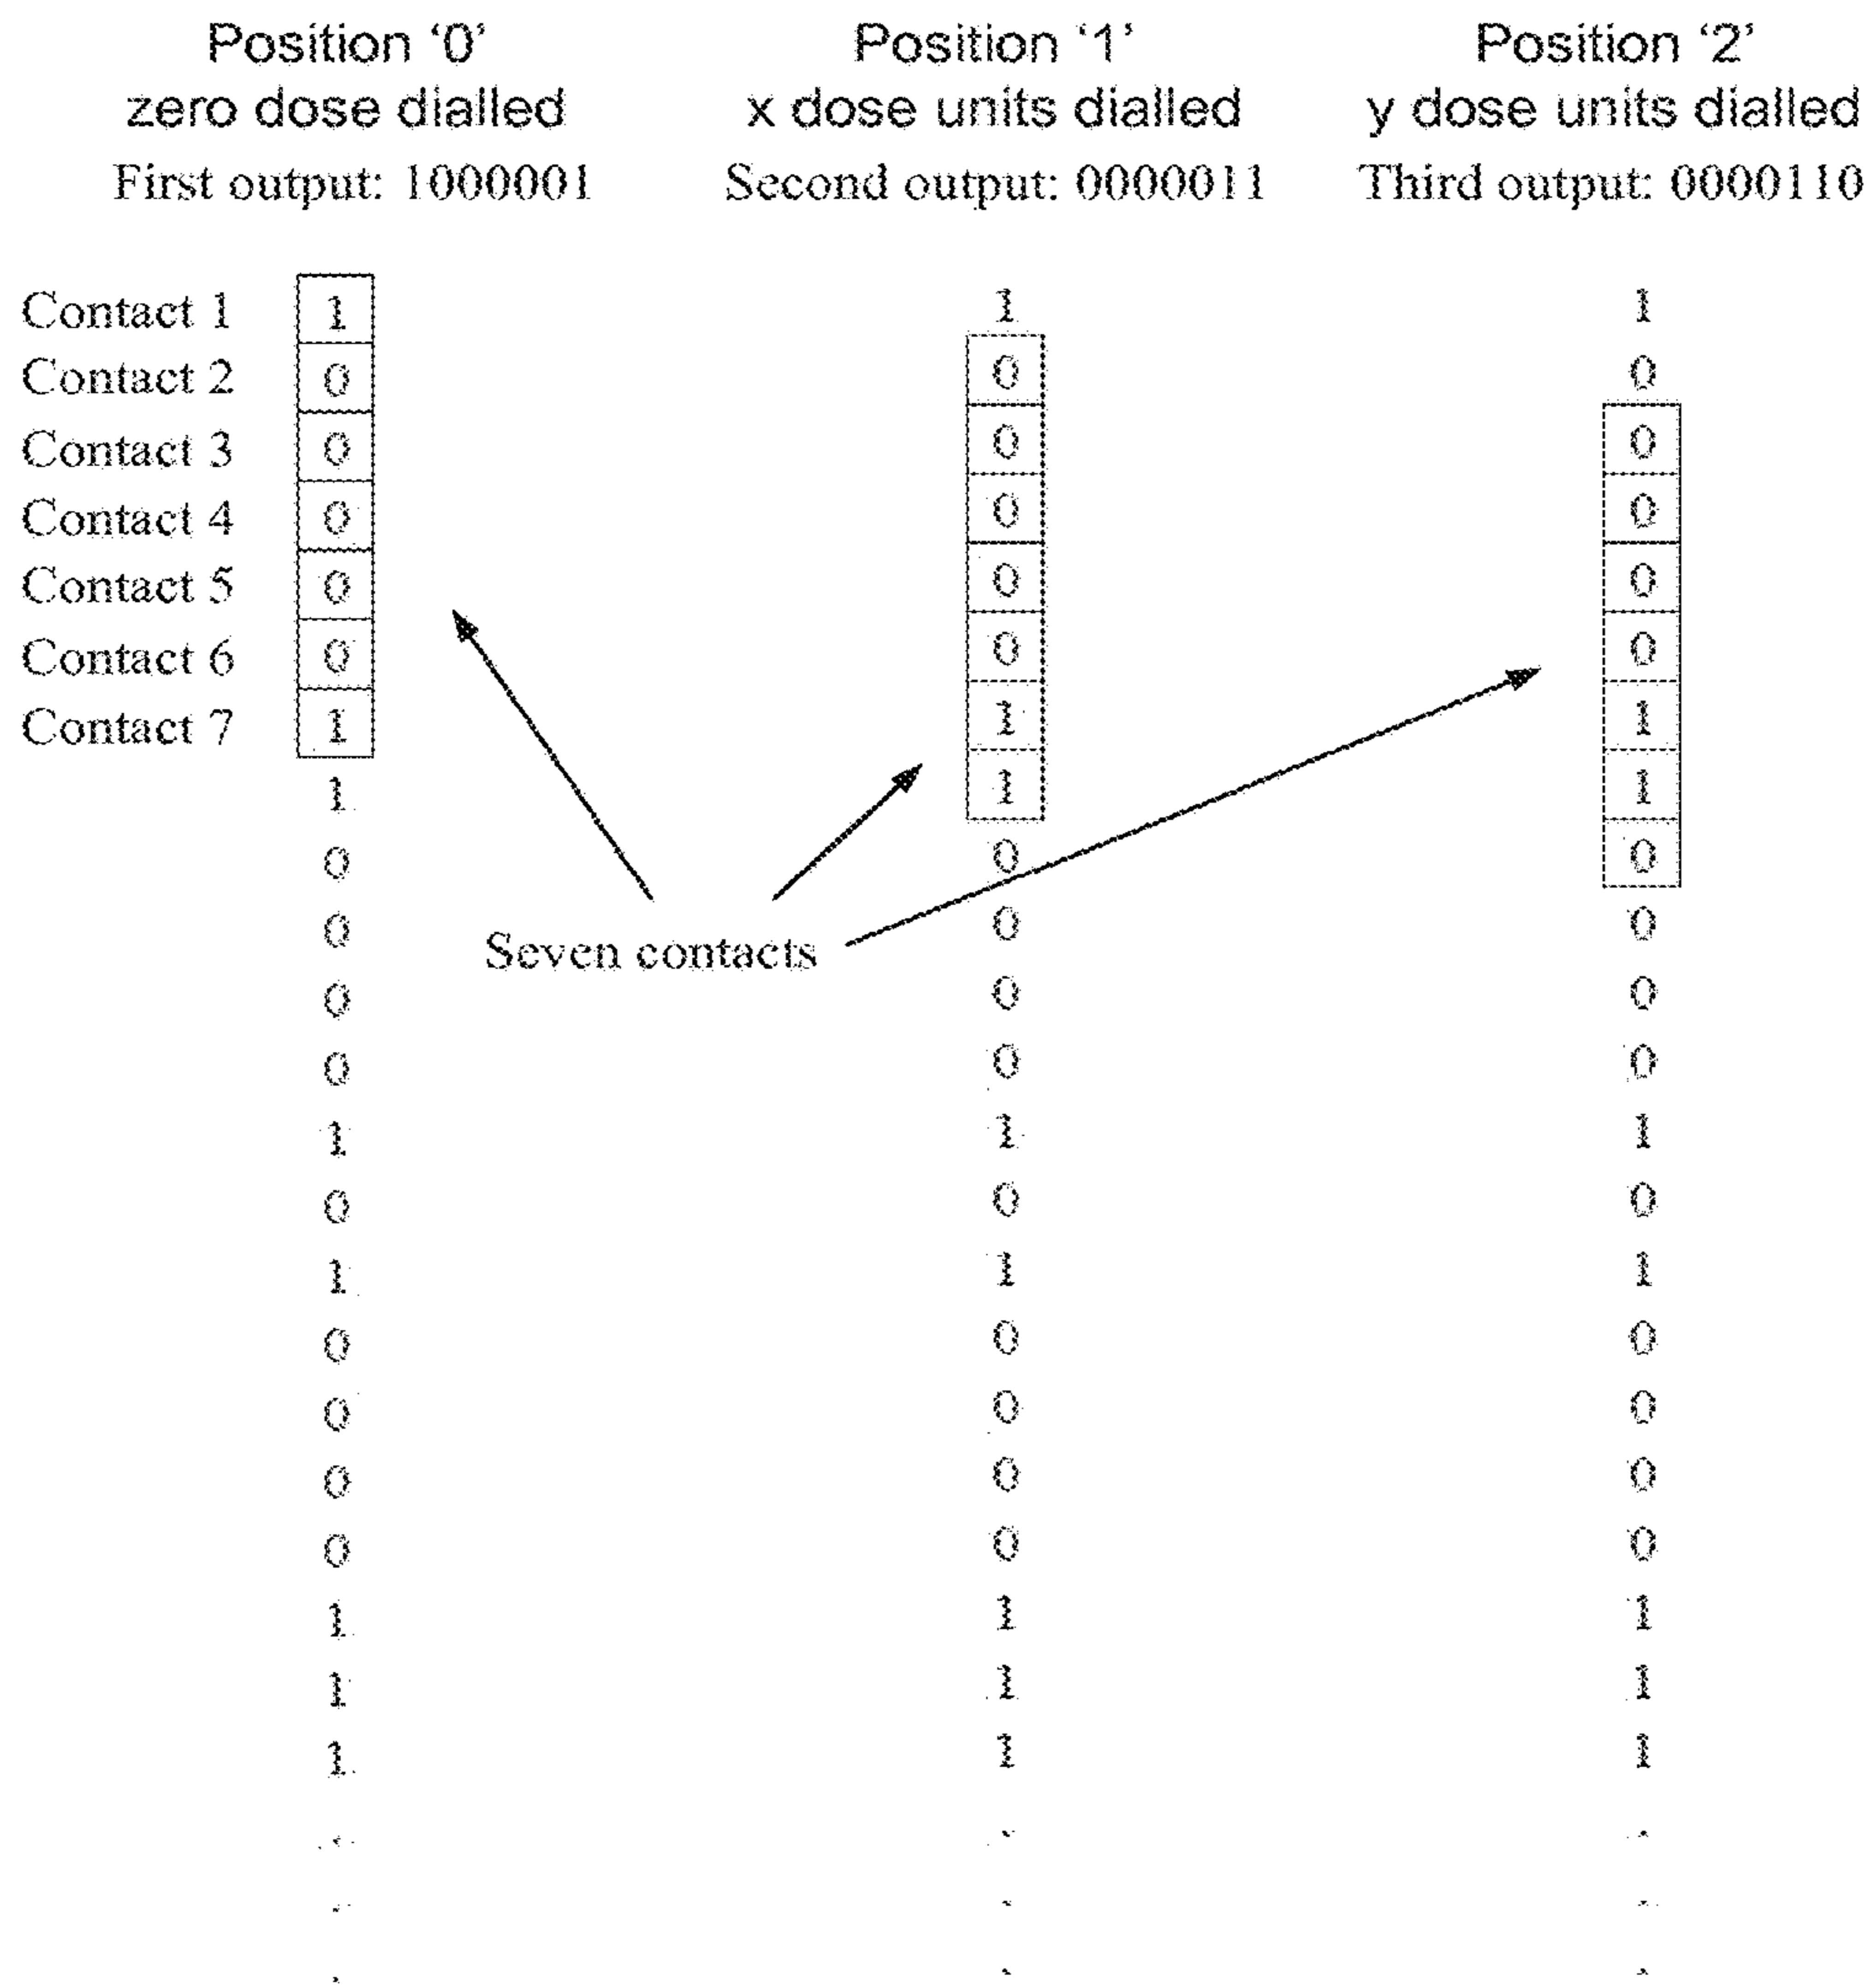 Position ‘0’ Position ‘1’ Position ‘2’
zero dose dialled x dose units dialled y dose units dialled
First output: 1000001 Second output: 0000011 Third output: 0000110
Contact 1 1 1 1
Contact 2 0 0 0
Contact 3 0 0 0
Contact 4 0 0 0
Contact 5 0 0 0
Contact 6 0 0 0
Contact 7 1 1 1
1 1 1
0 0 0
0 0 0
Seven contacts
0 0 0
0 0 0
1 1 1
0 0 0
1 1 1
0 0 0
0 0 0
0 0 0
0 0 0
1 1 1
1 1 1
1 1 1
. . .
. . .
. . .